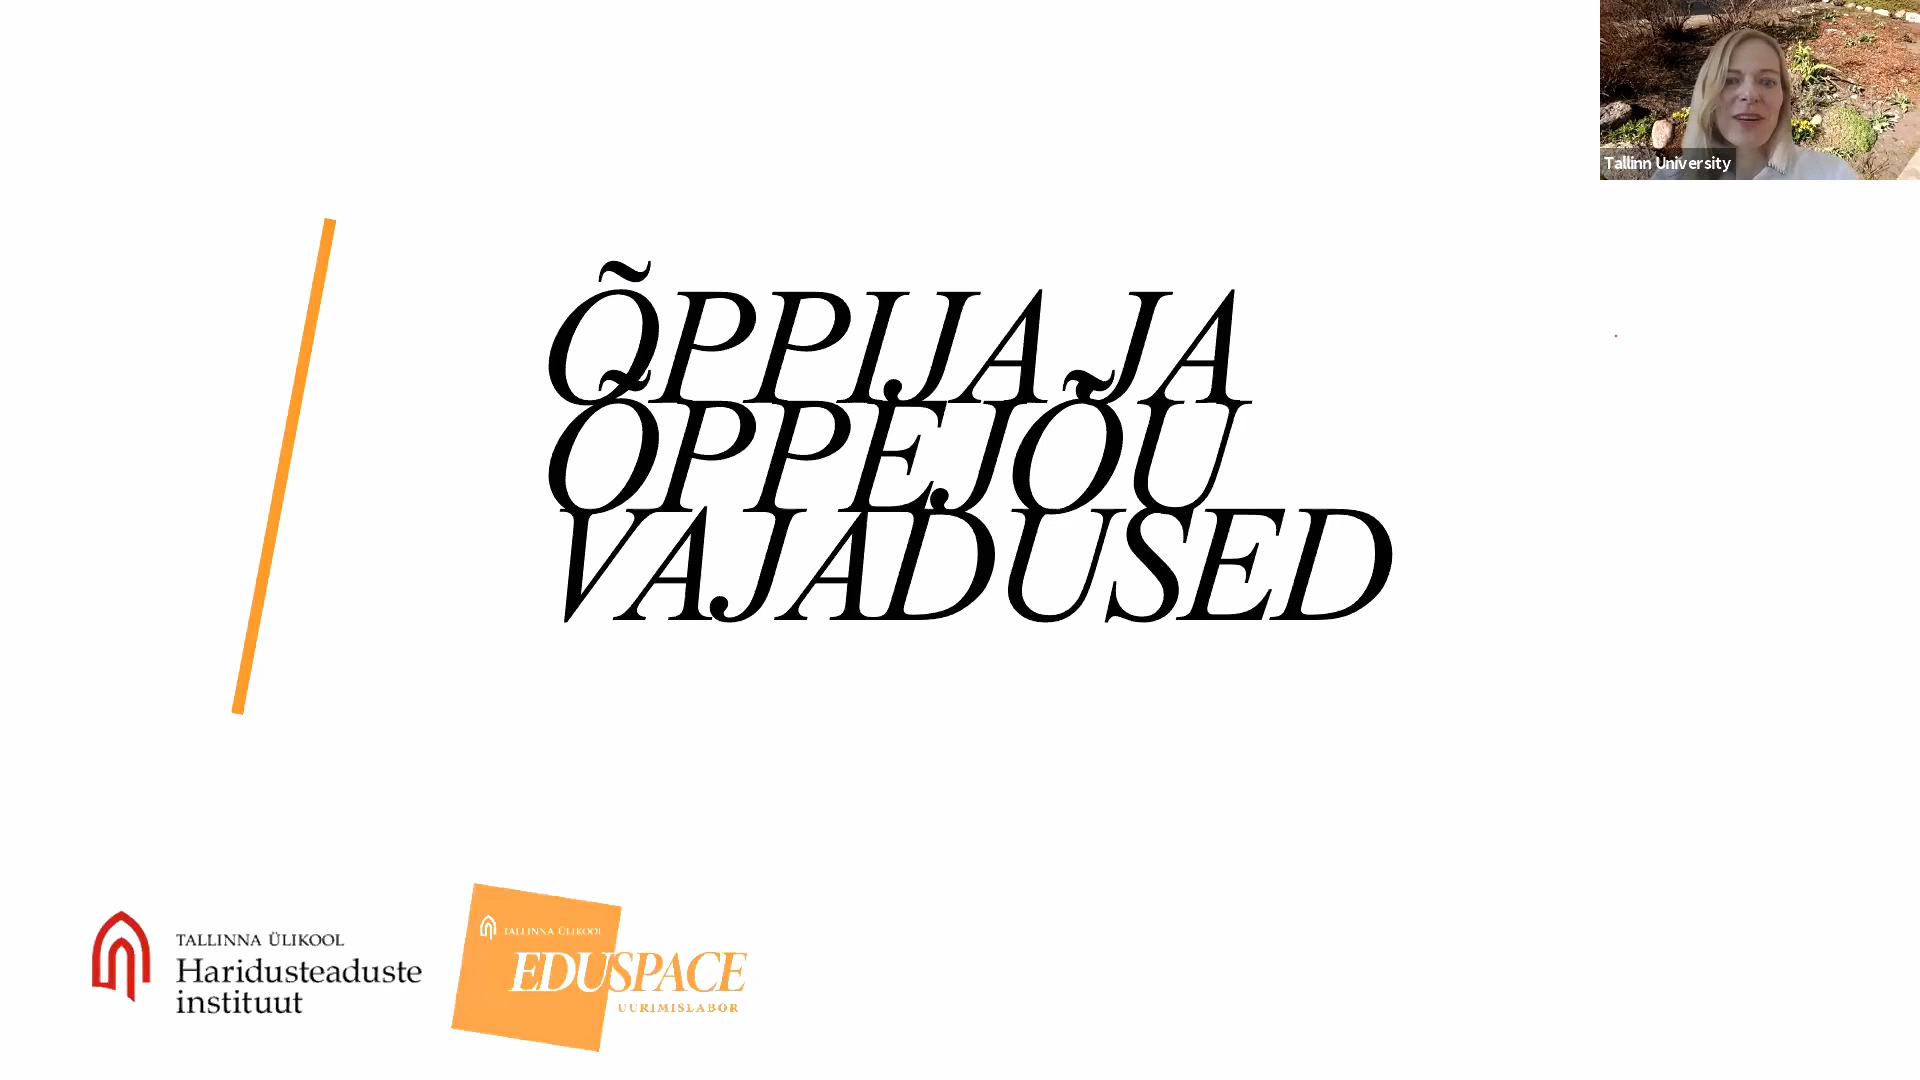 Tallinn University
ÕPPIJA JA
ÕPPEJÕU
VAJADUSED
TALLINNA ÜLIKOOL
Haridusteaduste
instituut
TALLINNA ÜLIKOOL
EDUSPACE
UURIMISLABOR